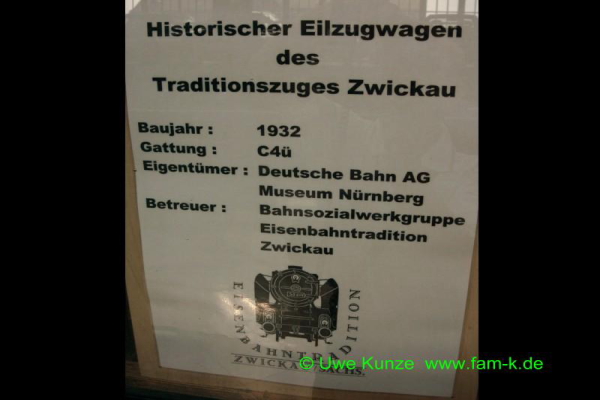 Historischer Eilzugwagen
des
Traditionszuges Zwickau
Baujahr : 1932
Gattung : C4ü
Eigentümer : Deutsche Bahn AG
Museum Nürnberg
Betreuer : Bahnsozialwerkgruppe
Eisenbahntradition
Zwickau
EISENBAHNTRADITION
ZWICKAU SACHS.
© Uwe Kunze www.fam-k.de